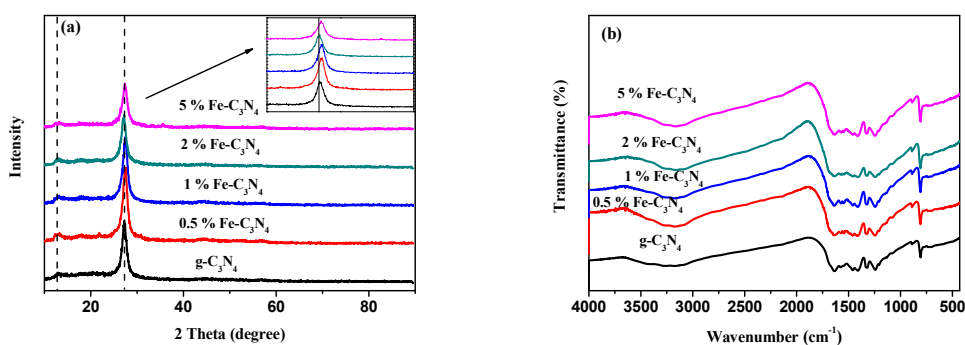 (a)
5 % Fe-C₃N₄
2 % Fe-C₃N₄
1 % Fe-C₃N₄
0.5 % Fe-C₃N₄
g-C₃N₄
Intensity
20 40 60 80
2 Theta (degree)
(b)
5 % Fe-C₃N₄
2 % Fe-C₃N₄
1 % Fe-C₃N₄
0.5 % Fe-C₃N₄
g-C₃N₄
Transmittance (%)
4000 3500 3000 2500 2000 1500 1000 500
Wavenumber (cm⁻¹)